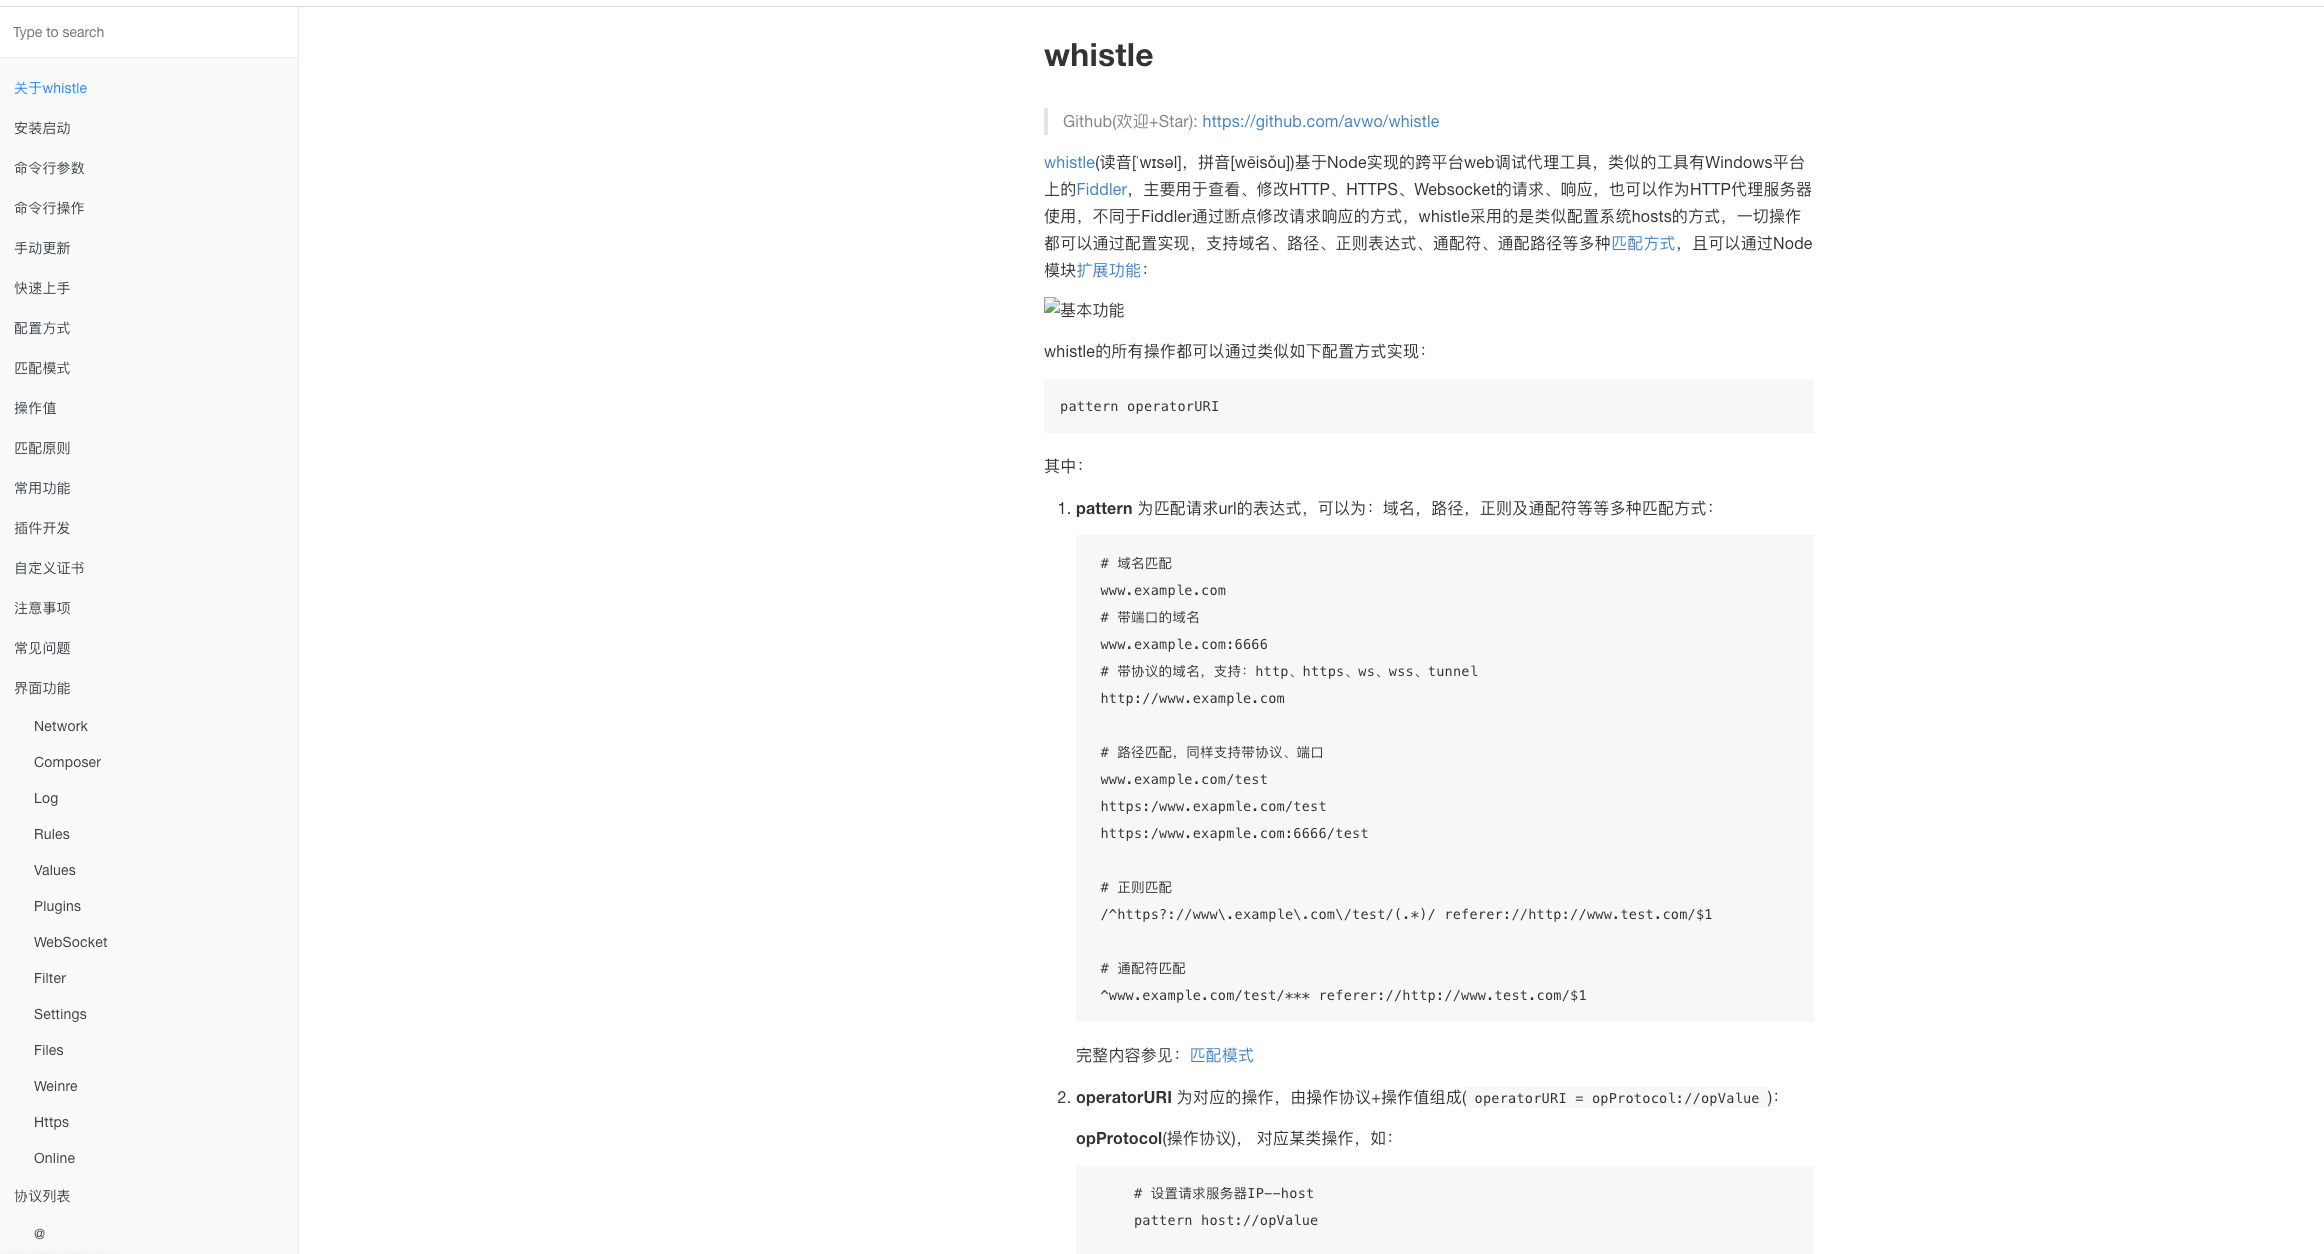 Type to search
关于whistle
安装启动
命令行参数
命令行操作
手动更新
快速上手
配置方式
匹配模式
操作值
匹配原则
常用功能
插件开发
自定义证书
注意事项
常见问题
界面功能
Network
Composer
Log
Rules
Values
Plugins
WebSocket
Filter
Settings
Files
Weinre
Https
Online
协议列表
@
whistle
Github(欢迎+Star): https://github.com/avwo/whistle
whistle(读音[ˈwɪsəl]，拼音[wēisǒu])基于Node实现的跨平台web调试代理工具，类似的工具有Windows平台
上的Fiddler，主要用于查看、修改HTTP、HTTPS、Websocket的请求、响应，也可以作为HTTP代理服务器
使用，不同于Fiddler通过断点修改请求响应的方式，whistle采用的是类似配置系统hosts的方式，一切操作
都可以通过配置实现，支持域名、路径、正则表达式、通配符、通配路径等多种匹配方式，且可以通过Node
模块扩展功能：
基本功能
whistle的所有操作都可以通过类似如下配置方式实现：
pattern operatorURI
其中：
1. pattern 为匹配请求url的表达式，可以为：域名，路径，正则及通配符等等多种匹配方式：
# 域名匹配
www.example.com
# 带端口的域名
www.example.com:6666
# 带协议的域名，支持：http、https、ws、wss、tunnel
http://www.example.com
# 路径匹配，同样支持带协议、端口
www.example.com/test
https:/www.exapmle.com/test
https:/www.exapmle.com:6666/test
# 正则匹配
/^https?://www\.example\.com\/test/(.*)/ referer://http://www.test.com/$1
# 通配符匹配
^www.example.com/test/*** referer://http://www.test.com/$1
完整内容参见：匹配模式
2. operatorURI 为对应的操作，由操作协议+操作值组成( operatorURI = opProtocol://opValue )：
opProtocol(操作协议)， 对应某类操作，如：
# 设置请求服务器IP--host
pattern host://opValue